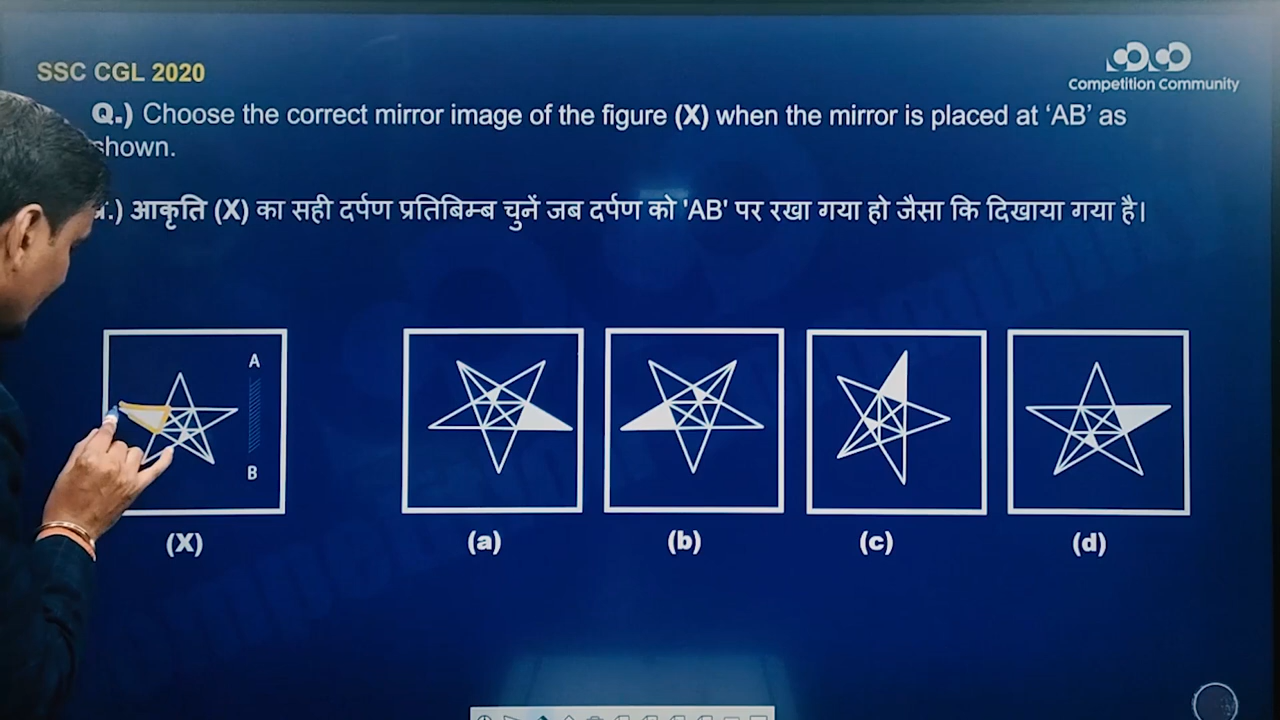 SSC CGL 2020
Competition Community
Q.) Choose the correct mirror image of the figure (X) when the mirror is placed at ‘AB’ as
shown.
प्र.) आकृति (X) का सही दर्पण प्रतिबिम्ब चुनें जब दर्पण को 'AB' पर रखा गया हो जैसा कि दिखाया गया है।
A
B
(X) (a) (b) (c) (d)